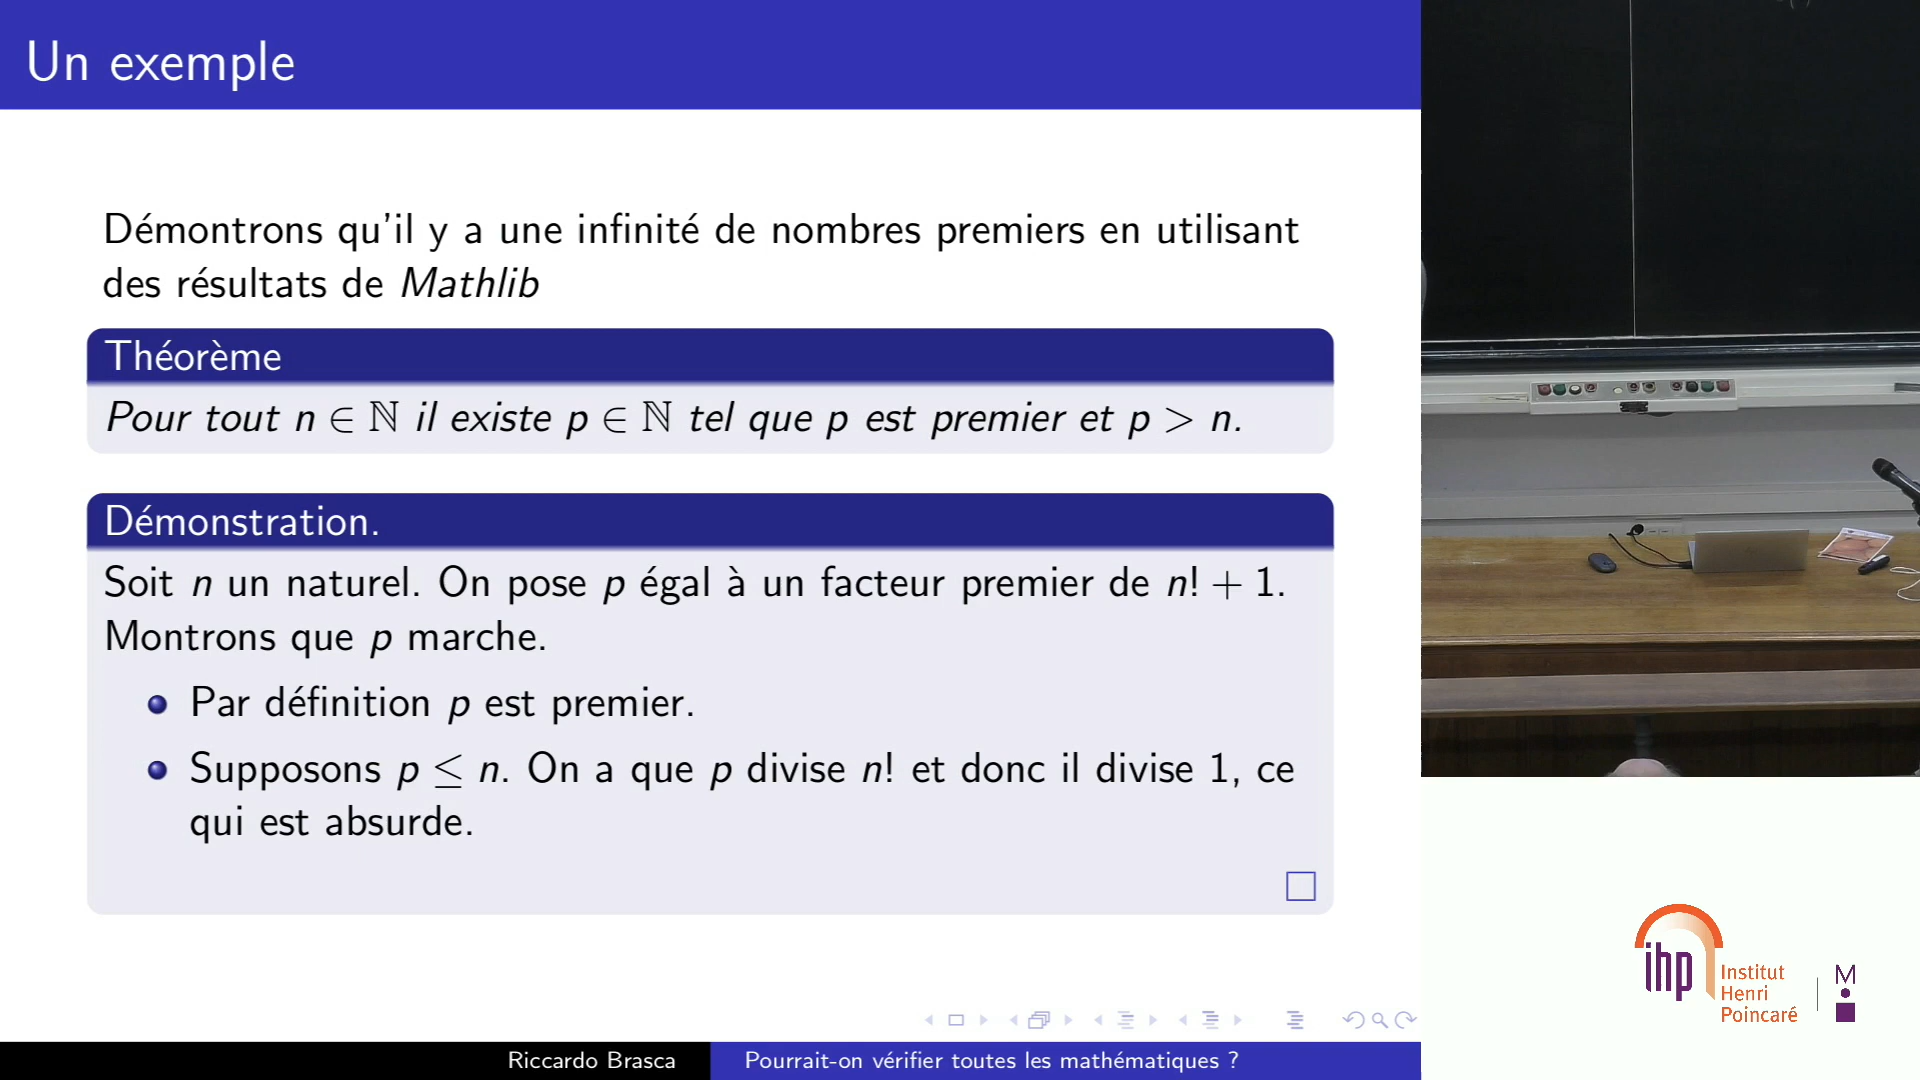 Un exemple
Démontrons qu'il y a une infinité de nombres premiers en utilisant
des résultats de Mathlib
Théorème
Pour tout n ∈ ℕ il existe p ∈ ℕ tel que p est premier et p > n.
Démonstration.
Soit n un naturel. On pose p égal à un facteur premier de n! + 1.
Montrons que p marche.
Par définition p est premier.
Supposons p ≤ n. On a que p divise n! et donc il divise 1, ce
qui est absurde.
Riccardo Brasca
Pourrait-on vérifier toutes les mathématiques ?
ihp
Institut
Henri
Poincaré
M